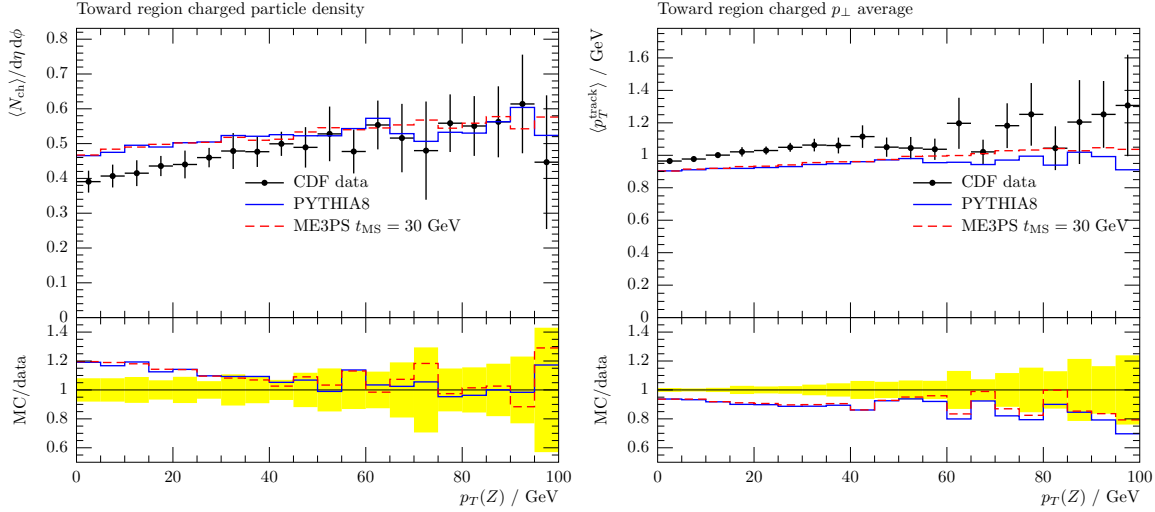 Toward region charged particle density
⟨N_ch⟩/dη dϕ
0.8
0.7
0.6
0.5
0.4
0.3
0.2
0.1
0
CDF data
PYTHIA8
ME3PS t_MS = 30 GeV
MC/data
1.4
1.2
1
0.8
0.6
0 20 40 60 80 100
p_T(Z) / GeV
Toward region charged p_⊥ average
⟨p_T^track⟩ / GeV
1.6
1.4
1.2
1
0.8
0.6
0.4
0.2
0
CDF data
PYTHIA8
ME3PS t_MS = 30 GeV
MC/data
1.4
1.2
1
0.8
0.6
0 20 40 60 80 100
p_T(Z) / GeV